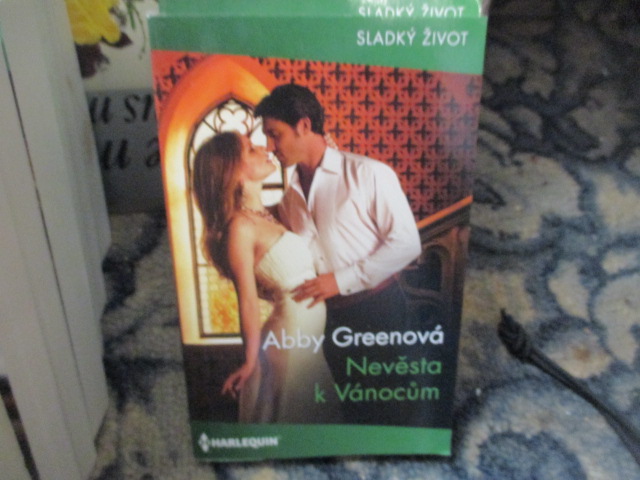 SLADKÝ ŽIVOT
SLADKÝ ŽIVOT
Abby Greenová
Nevěsta
k Vánocům
HARLEQUIN